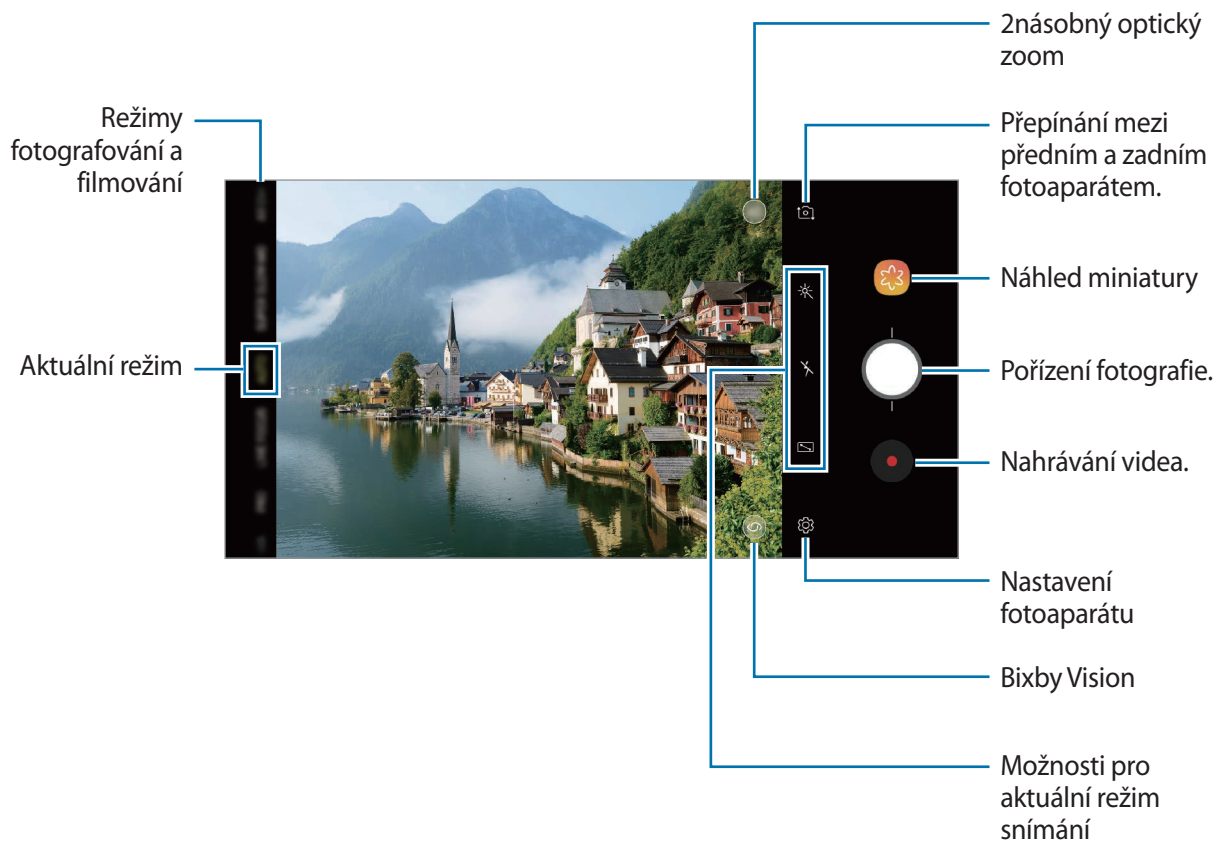 2násobný optický
zoom
Režimy
fotografování a
filmování
Přepínání mezi
předním a zadním
fotoaparátem.
Náhled miniatury
Aktuální režim
Pořízení fotografie.
Nahrávání videa.
Nastavení
fotoaparátu
Bixby Vision
Možnosti pro
aktuální režim
snímání